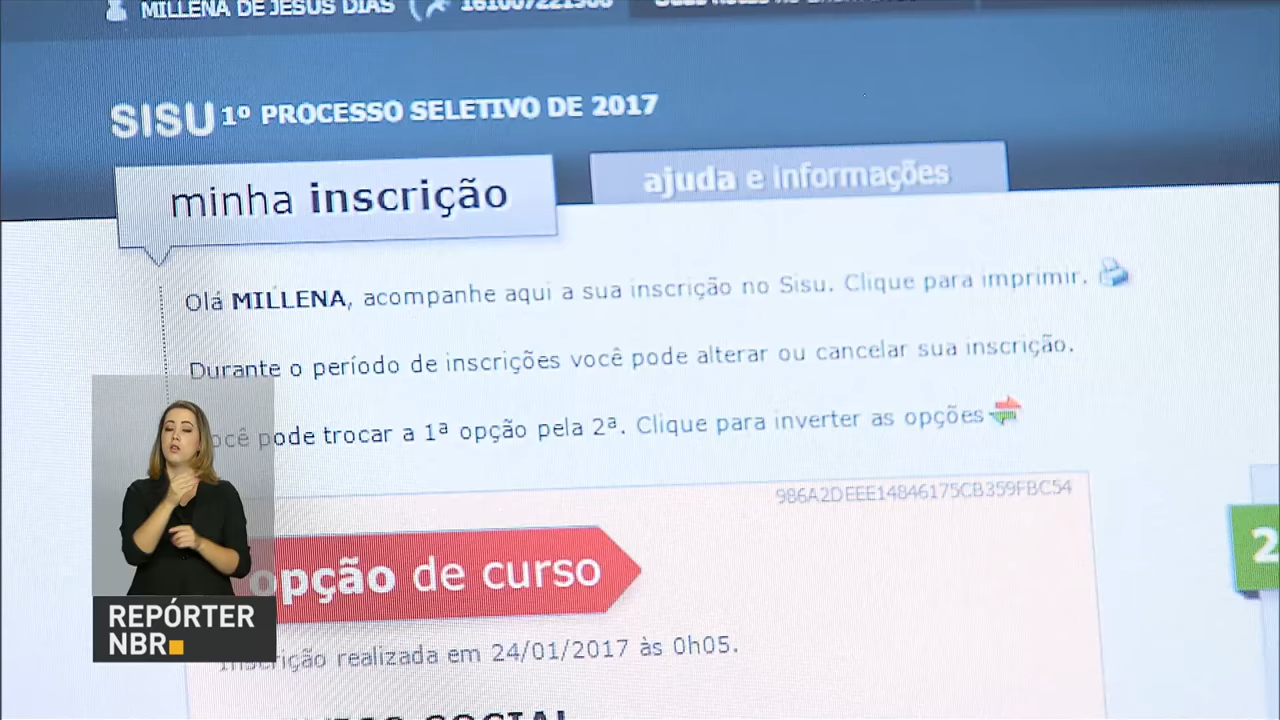 MILLENA DE JESUS DIAS
SISU 1º PROCESSO SELETIVO DE 2017
minha inscrição
ajuda e informações
Olá MILLENA, acompanhe aqui a sua inscrição no Sisu. Clique para imprimir.
Durante o período de inscrições você pode alterar ou cancelar sua inscrição.
ocê pode trocar a 1ª opção pela 2ª. Clique para inverter as opções
986A2DEEE14846175CB359FBC54
opção de curso
2
Inscrição realizada em 24/01/2017 às 0h05.
SOCIAL
REPÓRTER
NBR